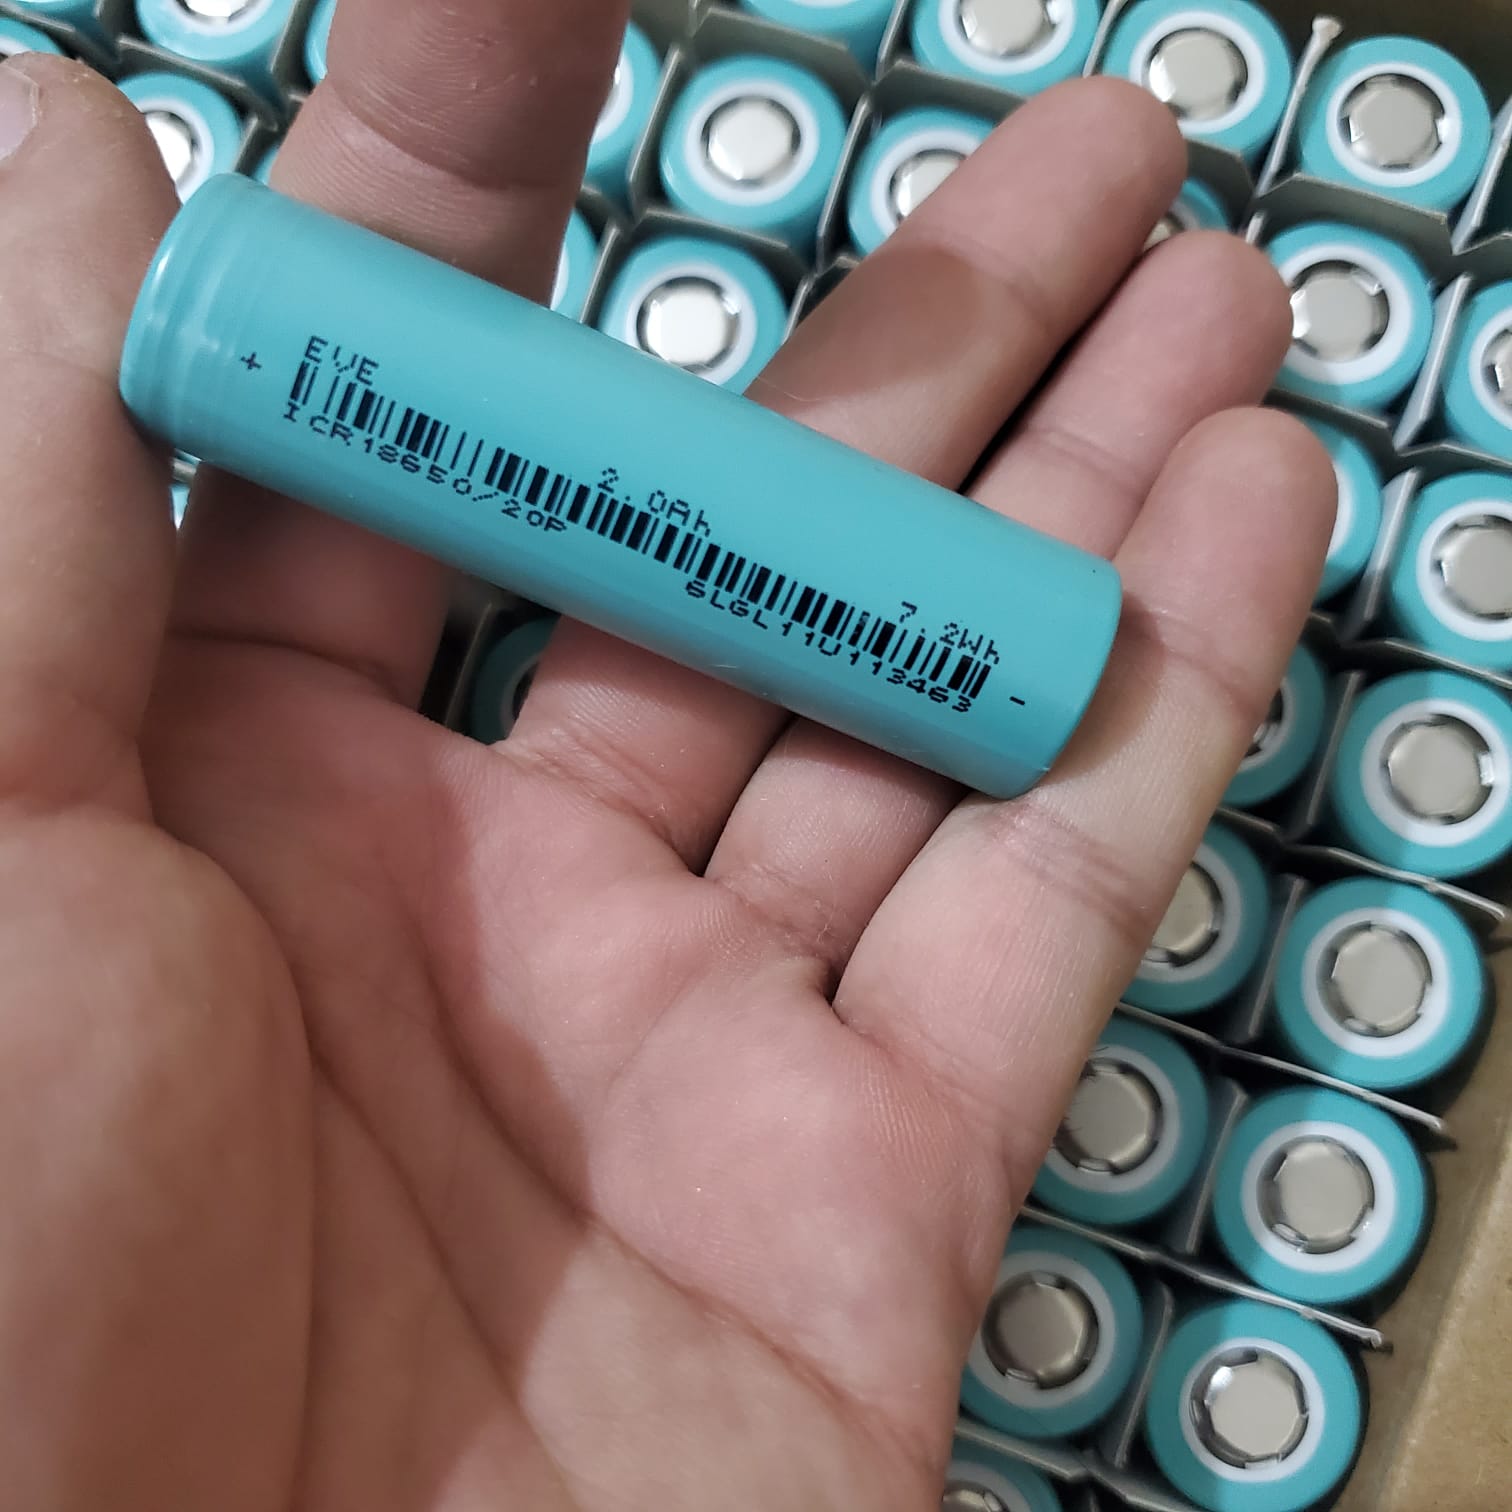 + EVE 2.0Ah 7.2Wh -
ICR18650/20P 6LGL11U113463